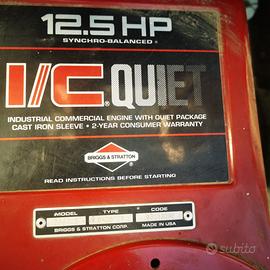 12.5 HP
SYNCHRO-BALANCED®
I/C® QUIET
INDUSTRIAL COMMERCIAL ENGINE WITH QUIET PACKAGE
CAST IRON SLEEVE • 2-YEAR CONSUMER WARRANTY
BRIGGS & STRATTON
READ INSTRUCTIONS BEFORE STARTING
MODEL TYPE CODE
BRIGGS & STRATTON CORP. MADE IN USA
subito